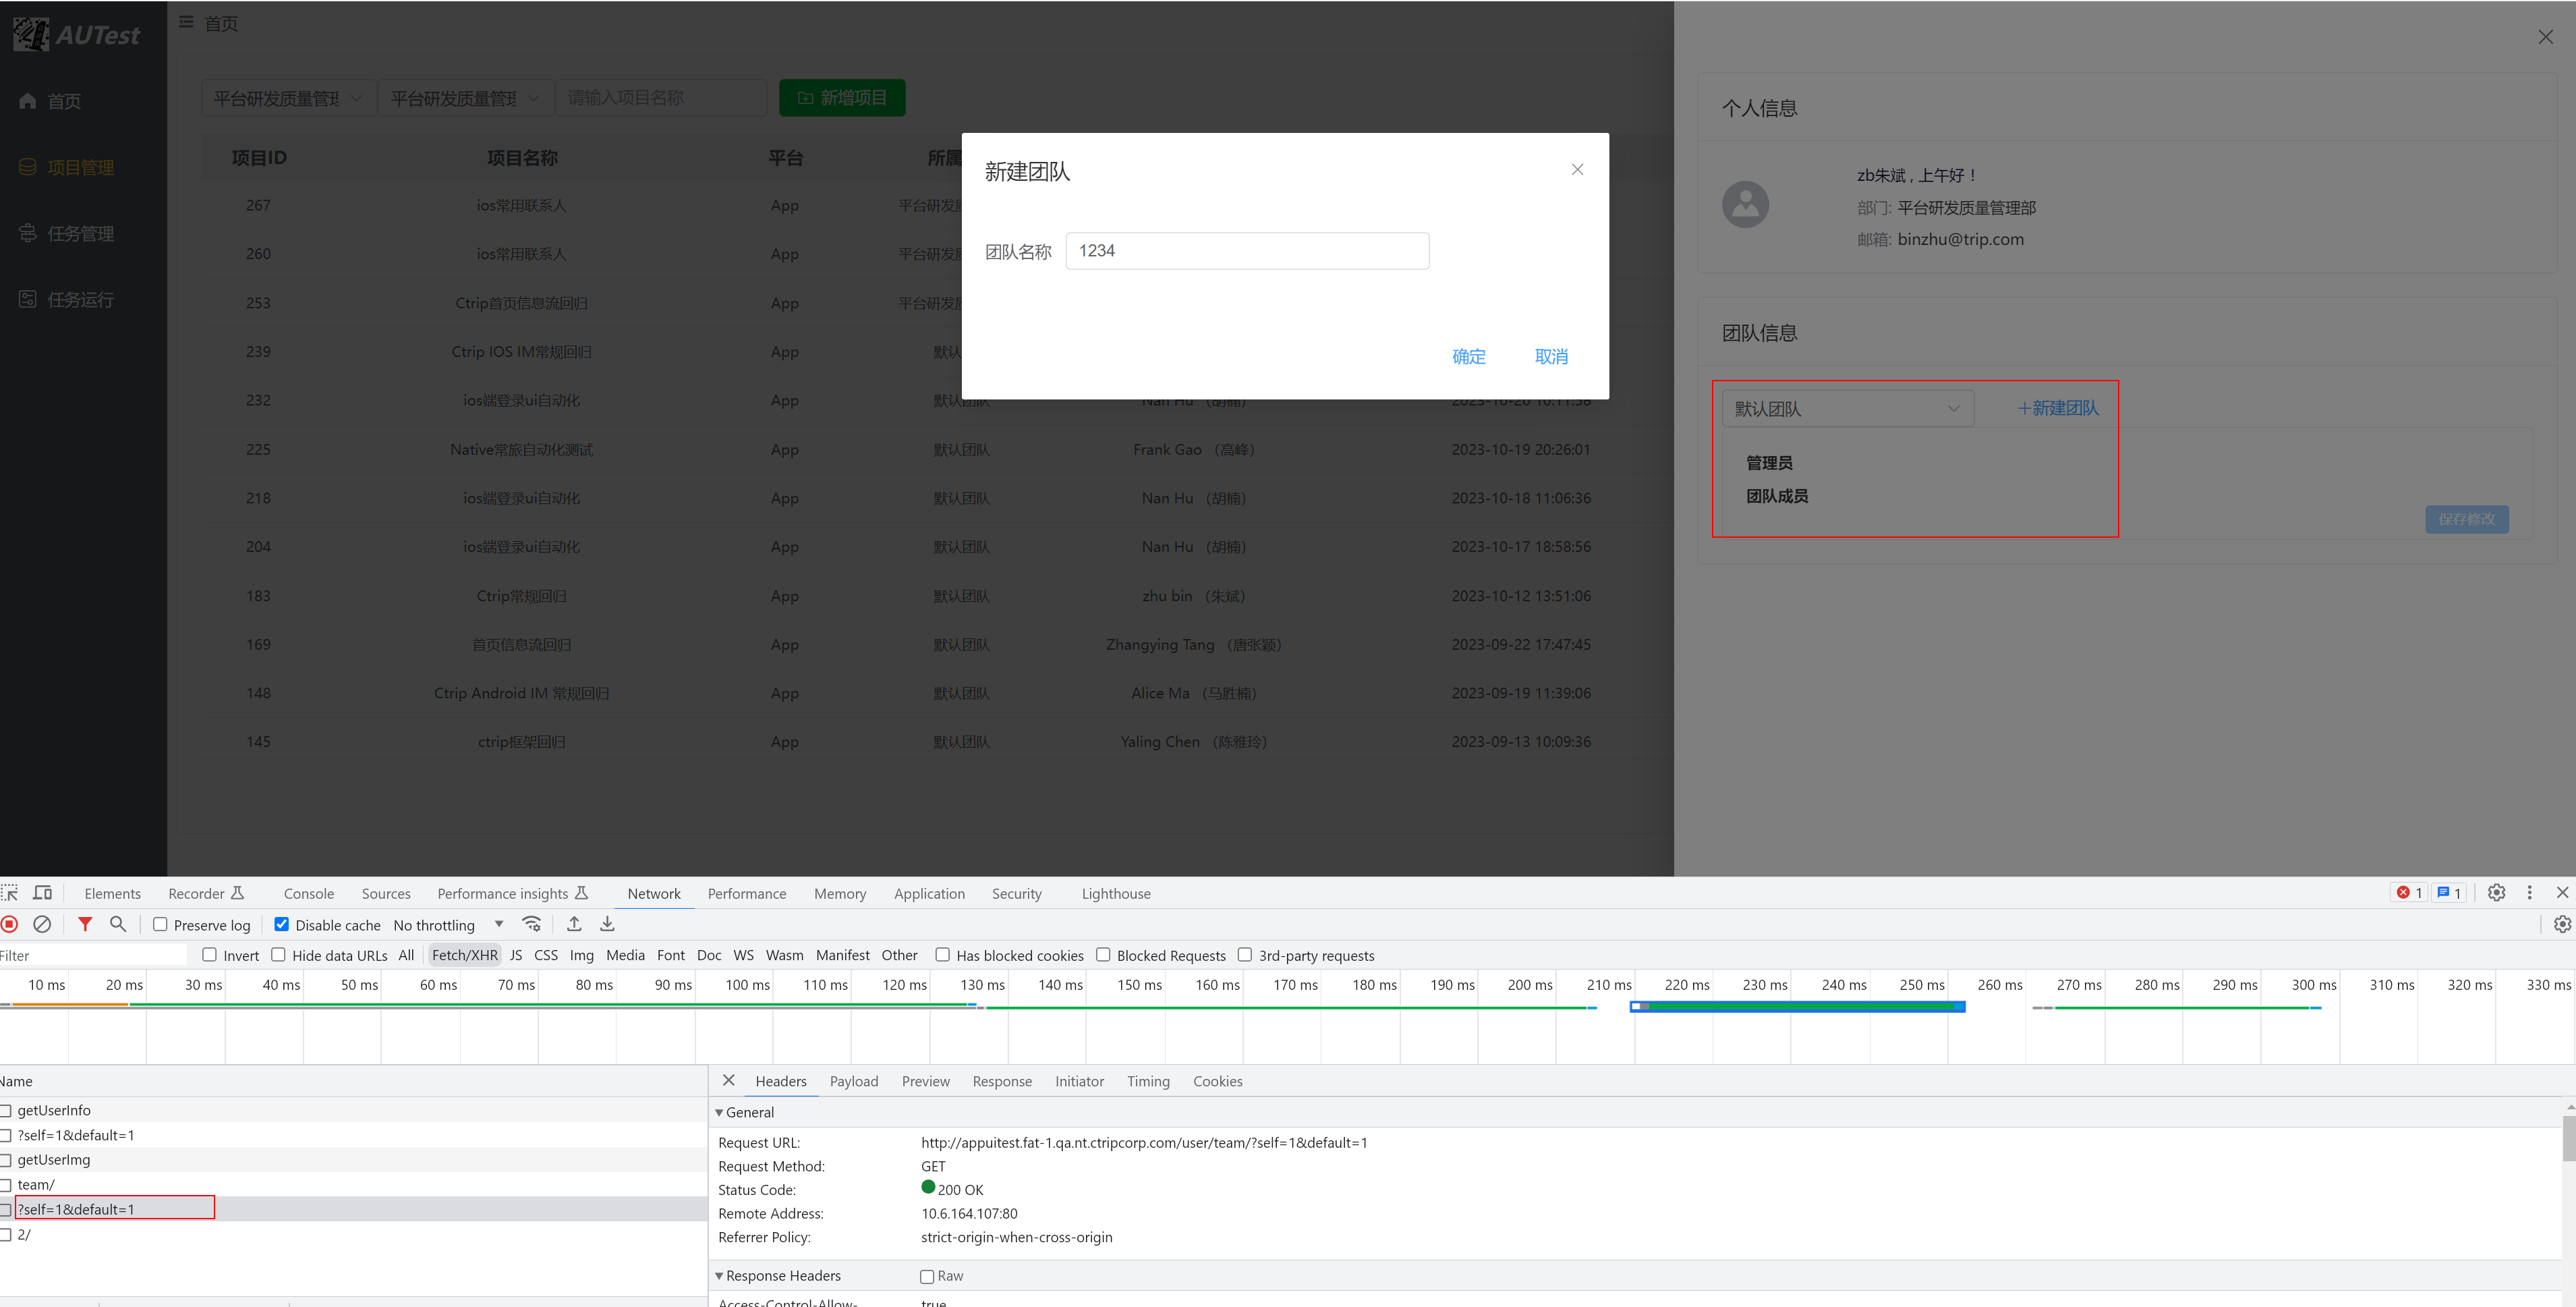 AUTest
首页
首页
项目管理
任务管理
任务运行
平台研发质量管理 平台研发质量管理 请输入项目名称 新增项目
项目ID 项目名称 平台 所属
267 ios常用联系人 App 平台研发
260 ios常用联系人 App 平台研发
253 Ctrip首页信息流回归 App 平台研发
239 Ctrip IOS IM常规回归 App 默认
232 ios端登录ui自动化 App 默认团队 Nan Hu （胡楠） 2023-10-20 10:11:56
225 Native常旅自动化测试 App 默认团队 Frank Gao （高峰） 2023-10-19 20:26:01
218 ios端登录ui自动化 App 默认团队 Nan Hu （胡楠） 2023-10-18 11:06:36
204 ios端登录ui自动化 App 默认团队 Nan Hu （胡楠） 2023-10-17 18:58:56
183 Ctrip常规回归 App 默认团队 zhu bin （朱斌） 2023-10-12 13:51:06
169 首页信息流回归 App 默认团队 Zhangying Tang （唐张颖） 2023-09-22 17:47:45
148 Ctrip Android IM 常规回归 App 默认团队 Alice Ma （马胜楠） 2023-09-19 11:39:06
145 ctrip框架回归 App 默认团队 Yaling Chen （陈雅玲） 2023-09-13 10:09:36
新建团队
团队名称 1234
确定 取消
个人信息
zb朱斌 , 上午好！
部门: 平台研发质量管理部
邮箱: binzhu@trip.com
团队信息
默认团队 +新建团队
管理员
团队成员
保存修改
Elements Recorder Console Sources Performance insights Network Performance Memory Application Security Lighthouse 1 1
Preserve log Disable cache No throttling
Filter Invert Hide data URLs All Fetch/XHR JS CSS Img Media Font Doc WS Wasm Manifest Other Has blocked cookies Blocked Requests 3rd-party requests
10 ms 20 ms 30 ms 40 ms 50 ms 60 ms 70 ms 80 ms 90 ms 100 ms 110 ms 120 ms 130 ms 140 ms 150 ms 160 ms 170 ms 180 ms 190 ms 200 ms 210 ms 220 ms 230 ms 240 ms 250 ms 260 ms 270 ms 280 ms 290 ms 300 ms 310 ms 320 ms 330 ms
Name
getUserInfo
?self=1&default=1
getUserImg
team/
?self=1&default=1
2/
Headers Payload Preview Response Initiator Timing Cookies
General
Request URL: http://appuitest.fat-1.qa.nt.ctripcorp.com/user/team/?self=1&default=1
Request Method: GET
Status Code: 200 OK
Remote Address: 10.6.164.107:80
Referrer Policy: strict-origin-when-cross-origin
Response Headers Raw
Access-Control-Allow- true